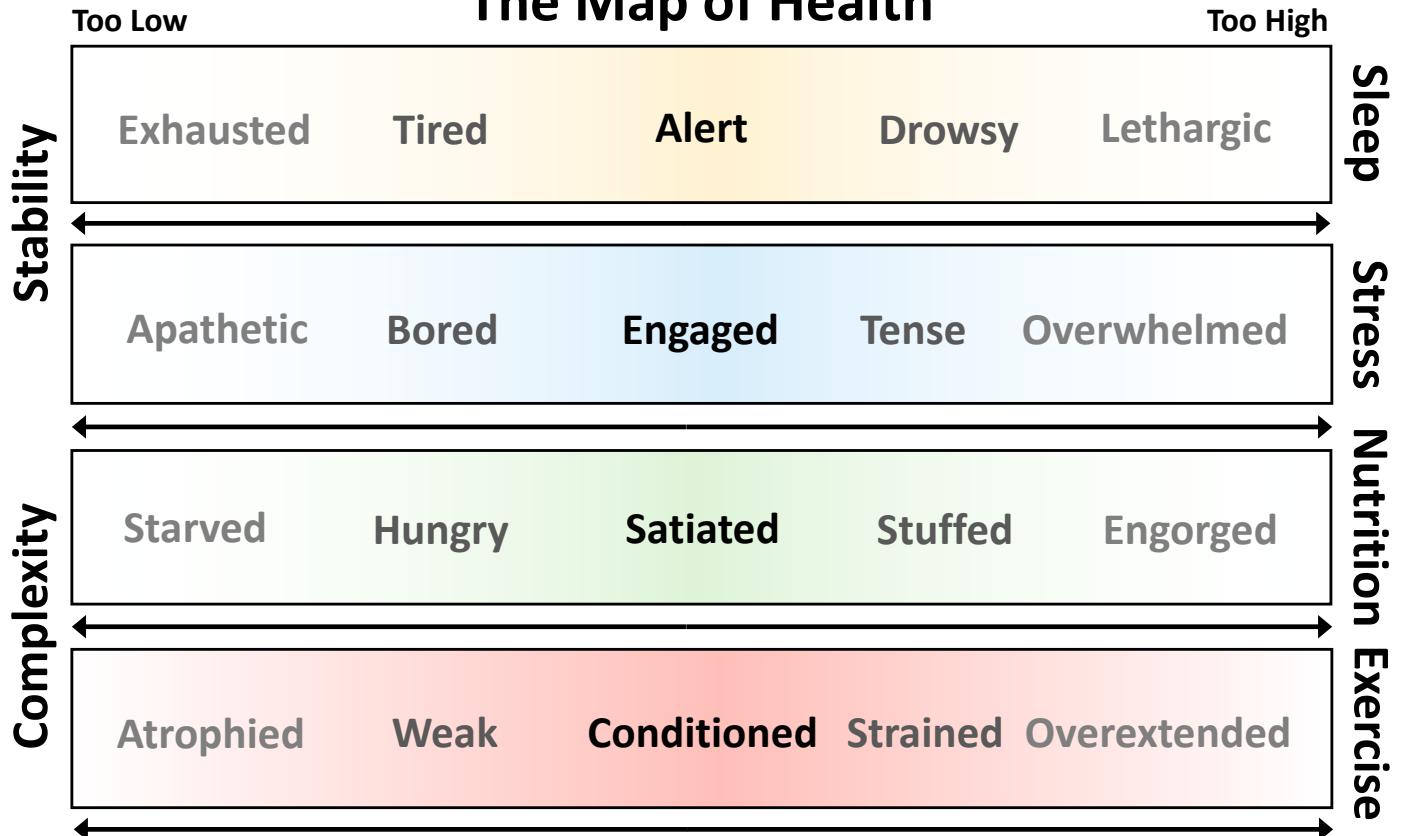 The Map of Health
Too Low
Too High
Stability
Exhausted Tired Alert Drowsy Lethargic
Sleep
Apathetic Bored Engaged Tense Overwhelmed
Stress
Complexity
Starved Hungry Satiated Stuffed Engorged
Nutrition
Atrophied Weak Conditioned Strained Overextended
Exercise